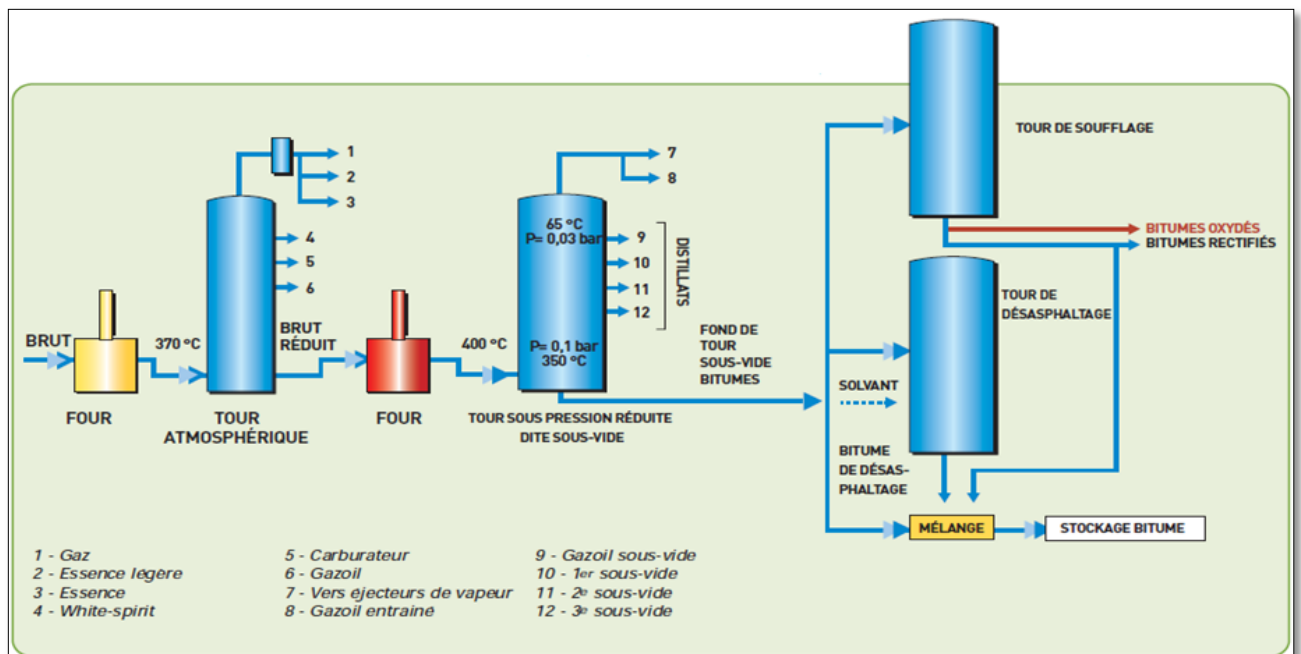 TOUR DE SOUFFLAGE
1
2
3
4
5
6
7
8
65 °C
P= 0,03 bar
9
10
11
12
DISTILLATS
P= 0,1 bar
350 °C
BITUMES OXYDÉS
BITUMES RECTIFIÉS
TOUR DE
DÉSASPHALTAGE
BRUT
370 °C
BRUT
RÉDUIT
400 °C
FOND DE
TOUR
SOUS-VIDE
BITUMES
SOLVANT
FOUR
TOUR
ATMOSPHÉRIQUE
FOUR
TOUR SOUS PRESSION RÉDUITE
DITE SOUS-VIDE
BITUME
DE DÉSAS-
PHALTAGE
MÉLANGE
STOCKAGE BITUME
1 - Gaz
2 - Essence légère
3 - Essence
4 - White-spirit
5 - Carburateur
6 - Gazoil
7 - Vers éjecteurs de vapeur
8 - Gazoil entrainé
9 - Gazoil sous-vide
10 - 1er sous-vide
11 - 2e sous-vide
12 - 3e sous-vide